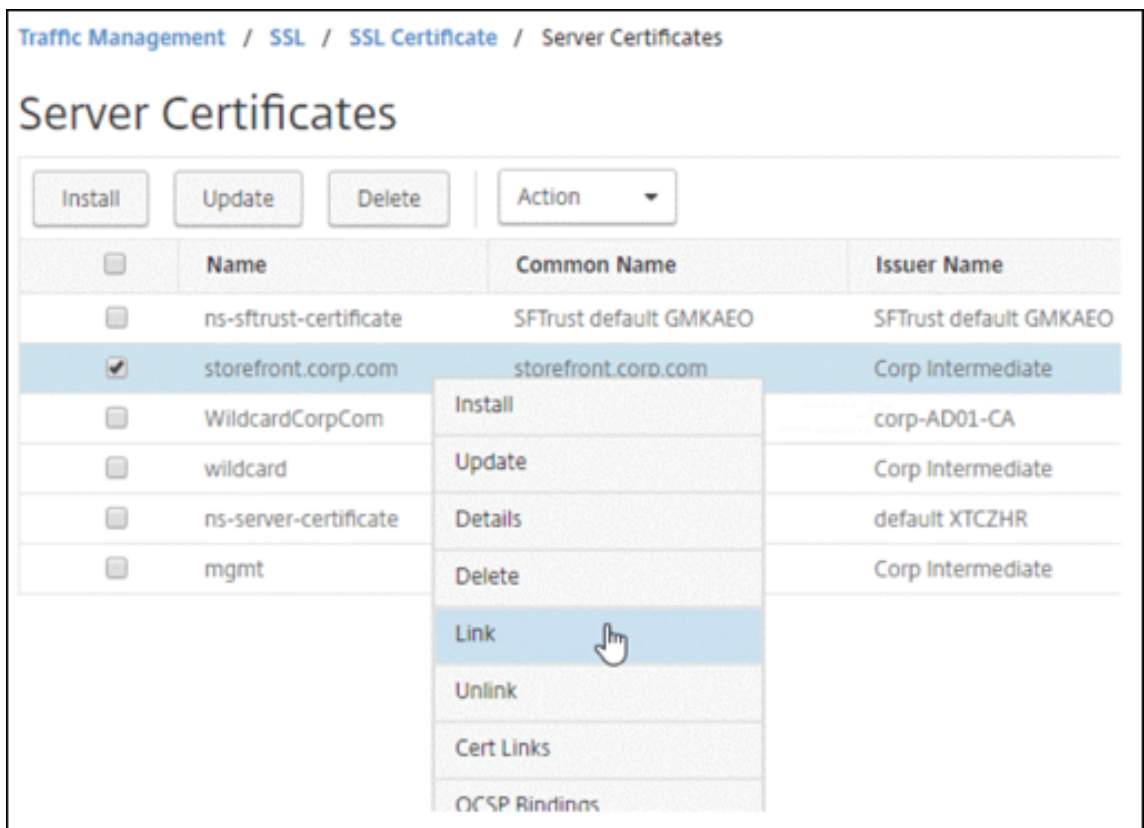 Traffic Management / SSL / SSL Certificate / Server Certificates
Server Certificates
Install Update Delete Action
Name Common Name Issuer Name
ns-sftrust-certificate SFTrust default GMKAEO SFTrust default GMKAEO
storefront.corp.com storefront.corp.com Corp Intermediate
Install
WildcardCorpCom corp-AD01-CA
Update
wildcard Corp Intermediate
ns-server-certificate Details default XTCZHR
mgmt Delete Corp Intermediate
Link
Unlink
Cert Links
OCSP Bindings